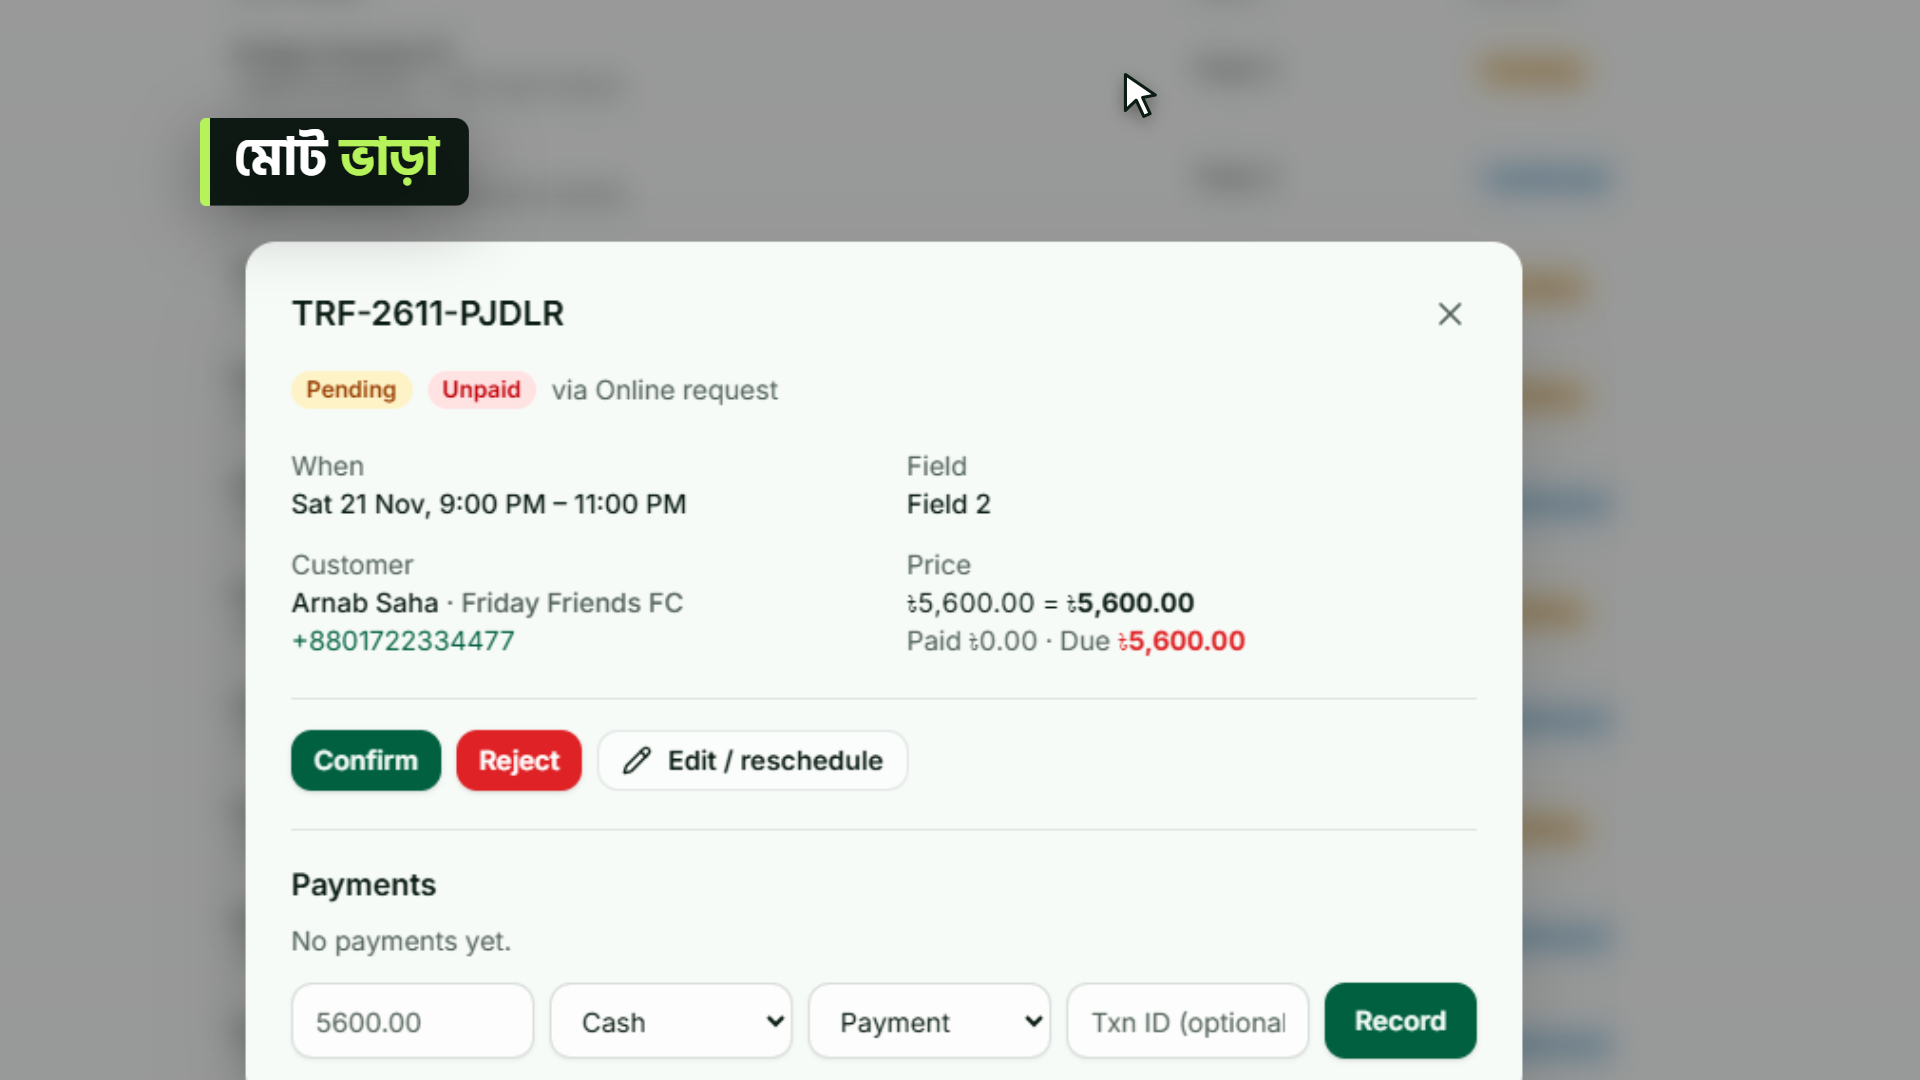 মোট ভাড়া
TRF-2611-PJDLR
Pending Unpaid via Online request
When
Sat 21 Nov, 9:00 PM – 11:00 PM
Field
Field 2
Customer
Arnab Saha · Friday Friends FC
+8801722334477
Price
৳5,600.00 = ৳5,600.00
Paid ৳0.00 · Due ৳5,600.00
Confirm Reject Edit / reschedule
Payments
No payments yet.
5600.00 Cash Payment Txn ID (optional Record